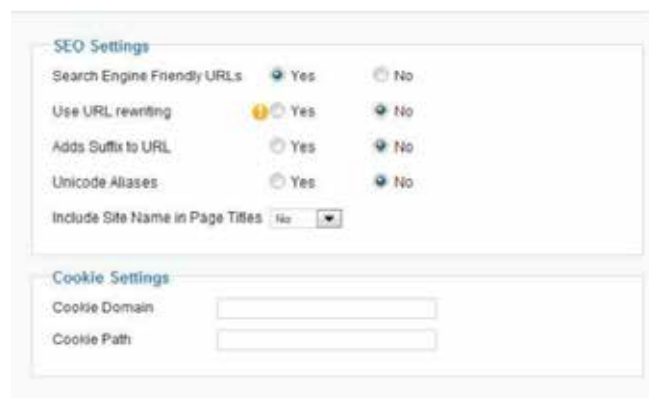 SEO Settings
Search Engine Friendly URLs Yes No
Use URL rewriting Yes No
Adds Suffix to URL Yes No
Unicode Aliases Yes No
Include Site Name in Page Titles No
Cookie Settings
Cookie Domain
Cookie Path